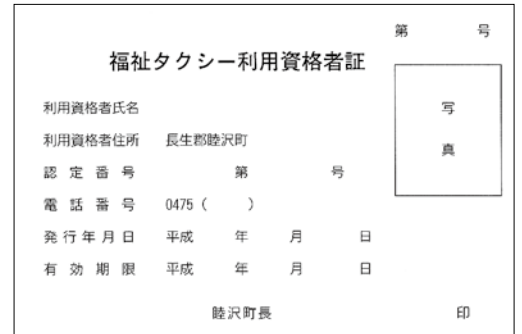 第 号
福祉タクシー利用資格者証
利用資格者氏名
利用資格者住所 長生郡睦沢町
認定番号 第 号
電話番号 0475 ( )
発行年月日 平成 年 月 日
有効期限 平成 年 月 日
写
真
睦沢町長 印